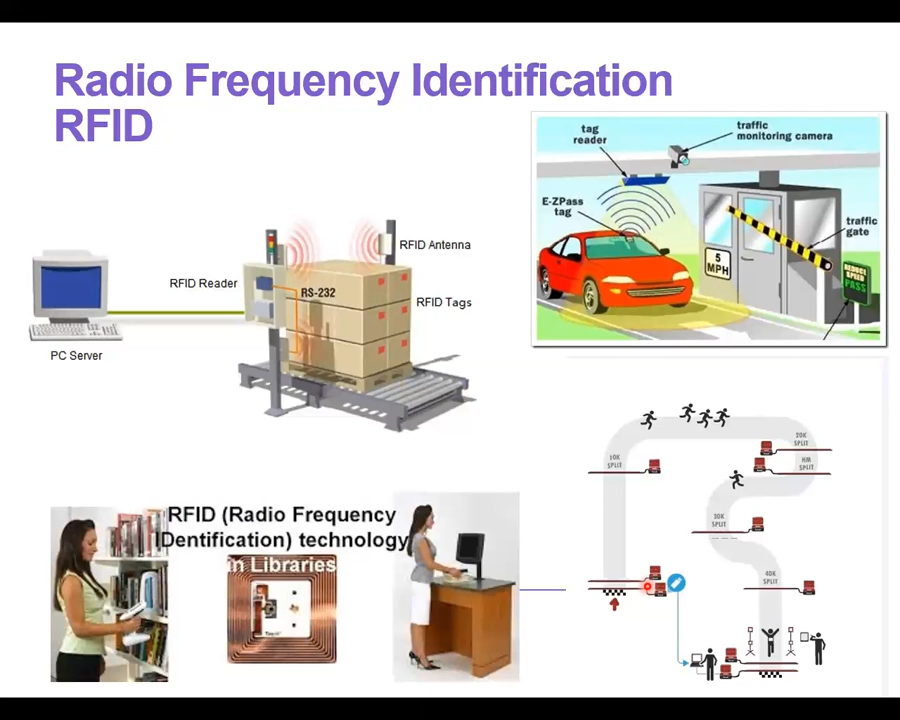 Radio Frequency Identification
RFID
tag
reader
traffic
monitoring camera
E-ZPass
tag
traffic
gate
5
MPH
REDUCE
SPEED
PASS
RFID Antenna
RFID Reader
RS-232
RFID Tags
PC Server
RFID (Radio Frequency
IDentification) technology
in Libraries
20K
SPLIT
10K
SPLIT
HM
SPLIT
30K
SPLIT
40K
SPLIT